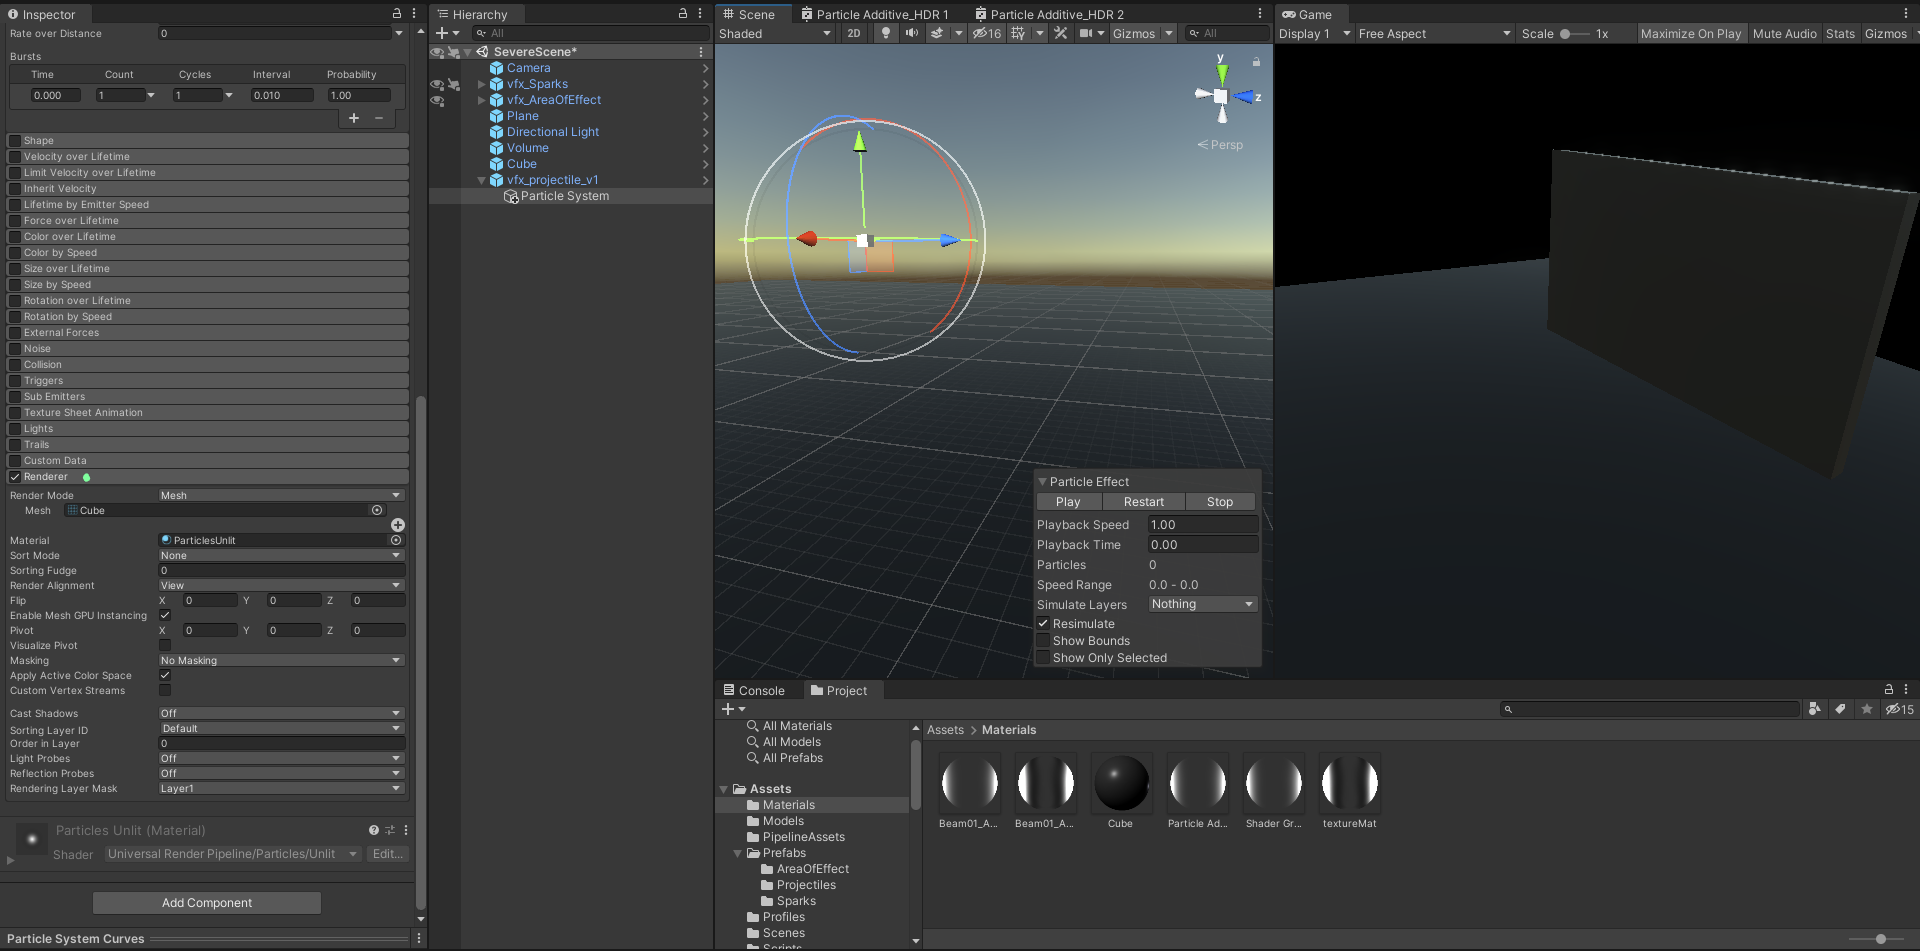 Inspector
Rate over Distance 0
Bursts
Time Count Cycles Interval Probability
0.000 1 1 0.010 1.00
+ −
Shape
Velocity over Lifetime
Limit Velocity over Lifetime
Inherit Velocity
Lifetime by Emitter Speed
Force over Lifetime
Color over Lifetime
Color by Speed
Size over Lifetime
Size by Speed
Rotation over Lifetime
Rotation by Speed
External Forces
Noise
Collision
Triggers
Sub Emitters
Texture Sheet Animation
Lights
Trails
Custom Data
Renderer
Render Mode Mesh
Mesh Cube
Material ParticlesUnlit
Sort Mode None
Sorting Fudge 0
Render Alignment View
Flip X 0 Y 0 Z 0
Enable Mesh GPU Instancing
Pivot X 0 Y 0 Z 0
Visualize Pivot
Masking No Masking
Apply Active Color Space
Custom Vertex Streams
Cast Shadows Off
Sorting Layer ID Default
Order in Layer 0
Light Probes Off
Reflection Probes Off
Rendering Layer Mask Layer1
Particles Unlit (Material)
Shader Universal Render Pipeline/Particles/Unlit Edit...
Add Component
Particle System Curves
Hierarchy
+ All
SevereScene*
Camera
vfx_Sparks
vfx_AreaOfEffect
Plane
Directional Light
Volume
Cube
vfx_projectile_v1
Particle System
Scene Particle Additive_HDR 1 Particle Additive_HDR 2
Shaded 2D 16 Gizmos All
y
z
Persp
Particle Effect
Play Restart Stop
Playback Speed 1.00
Playback Time 0.00
Particles 0
Speed Range 0.0 - 0.0
Simulate Layers Nothing
Resimulate
Show Bounds
Show Only Selected
Game
Display 1 Free Aspect Scale 1x Maximize On Play Mute Audio Stats Gizmos
Console Project
+ 15
All Materials
All Models
All Prefabs
Assets
Materials
Models
PipelineAssets
Prefabs
AreaOfEffect
Projectiles
Sparks
Profiles
Scenes
Scripts
Assets > Materials
Beam01_A... Beam01_A... Cube Particle Ad... Shader Gr... textureMat